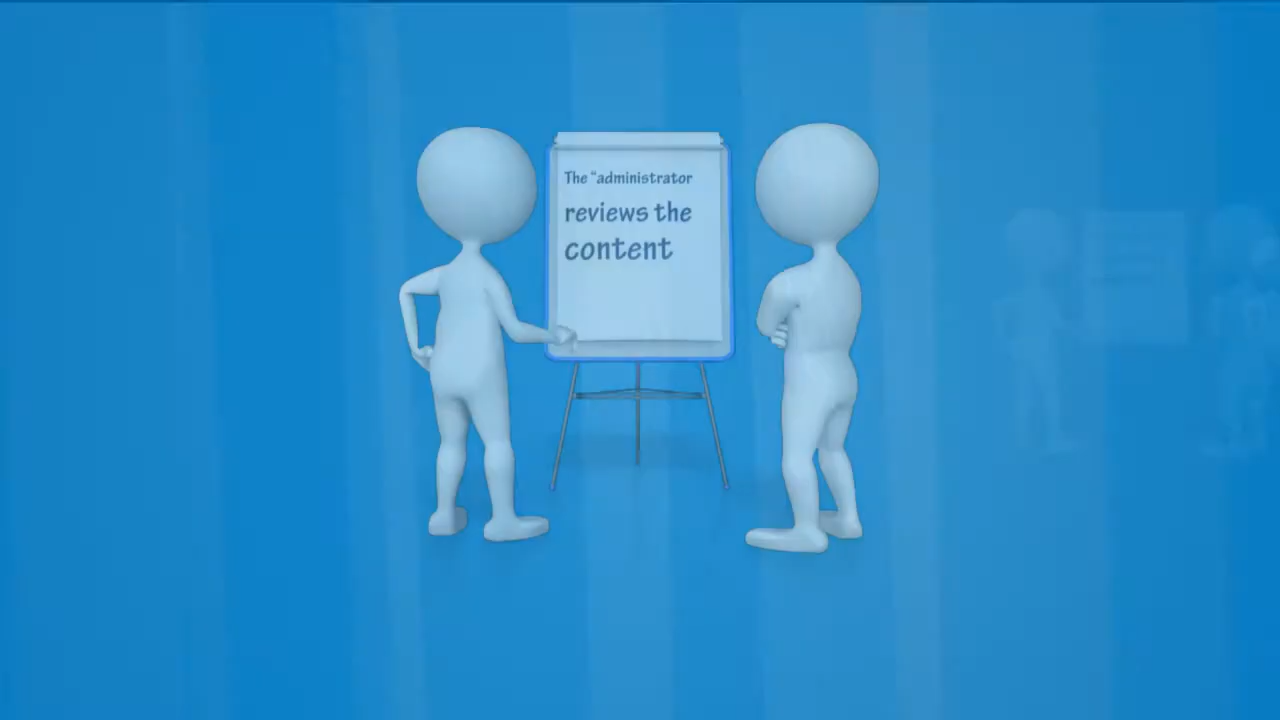 The “administrator
reviews the
content